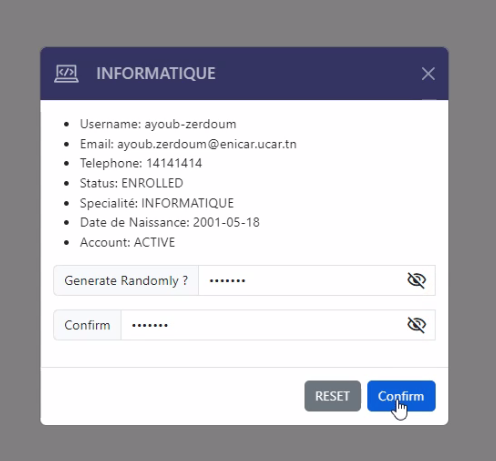 INFORMATIQUE
Username: ayoub-zerdoum
Email: ayoub.zerdoum@enicar.ucar.tn
Telephone: 14141414
Status: ENROLLED
Specialité: INFORMATIQUE
Date de Naissance: 2001-05-18
Account: ACTIVE
Generate Randomly ? •••••••
Confirm •••••••
RESET Confirm